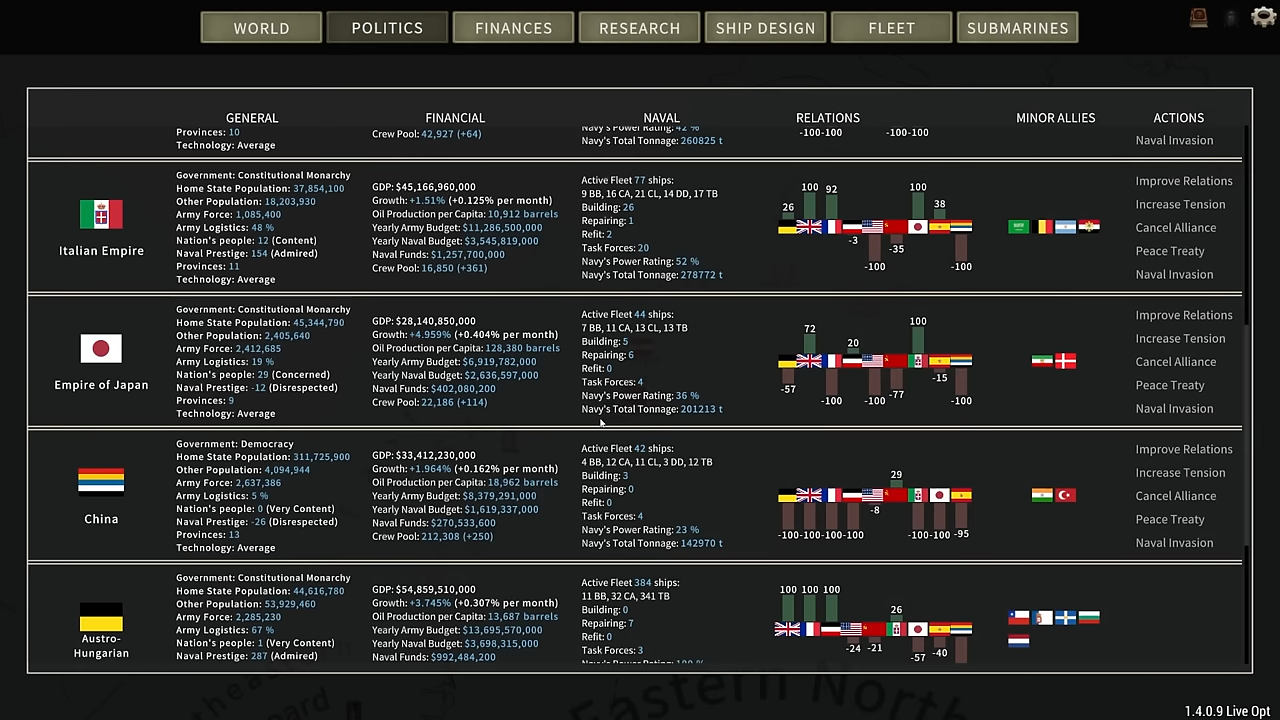 WORLD POLITICS FINANCES RESEARCH SHIP DESIGN FLEET SUBMARINES
GENERAL FINANCIAL NAVAL RELATIONS MINOR ALLIES ACTIONS
Provinces: 10
Technology: Average
Crew Pool: 42,927 (+64)
Navy's Power Rating: 42 %
Navy's Total Tonnage: 260825 t
-100-100 -100-100
Naval Invasion
Italian Empire
Government: Constitutional Monarchy
Home State Population: 37,854,100
Other Population: 18,203,930
Army Force: 1,085,400
Army Logistics: 48 %
Nation's people: 12 (Content)
Naval Prestige: 154 (Admired)
Provinces: 11
Technology: Average
GDP: $45,166,960,000
Growth: +1.51% (+0.125% per month)
Oil Production per Capita: 10,912 barrels
Yearly Army Budget: $11,286,500,000
Yearly Naval Budget: $3,545,819,000
Naval Funds: $1,257,700,000
Crew Pool: 16,850 (+361)
Active Fleet 77 ships:
9 BB, 16 CA, 21 CL, 14 DD, 17 TB
Building: 26
Repairing: 1
Refit: 2
Task Forces: 20
Navy's Power Rating: 52 %
Navy's Total Tonnage: 278772 t
26 100 92 -3 -100 -35 100 38 -100
Improve Relations
Increase Tension
Cancel Alliance
Peace Treaty
Naval Invasion
Empire of Japan
Government: Constitutional Monarchy
Home State Population: 45,344,790
Other Population: 2,405,640
Army Force: 2,412,685
Army Logistics: 19 %
Nation's people: 29 (Concerned)
Naval Prestige: -12 (Disrespected)
Provinces: 9
Technology: Average
GDP: $28,140,850,000
Growth: +4.959% (+0.404% per month)
Oil Production per Capita: 128,380 barrels
Yearly Army Budget: $6,919,782,000
Yearly Naval Budget: $2,636,597,000
Naval Funds: $402,080,200
Crew Pool: 22,186 (+114)
Active Fleet 44 ships:
7 BB, 11 CA, 13 CL, 13 TB
Building: 5
Repairing: 6
Refit: 0
Task Forces: 4
Navy's Power Rating: 36 %
Navy's Total Tonnage: 201213 t
-57 72 -100 20 -100 -77 100 -15 -100
Improve Relations
Increase Tension
Cancel Alliance
Peace Treaty
Naval Invasion
China
Government: Democracy
Home State Population: 311,725,900
Other Population: 4,094,944
Army Force: 2,637,386
Army Logistics: 5 %
Nation's people: 0 (Very Content)
Naval Prestige: -26 (Disrespected)
Provinces: 13
Technology: Average
GDP: $33,412,230,000
Growth: +1.964% (+0.162% per month)
Oil Production per Capita: 18,962 barrels
Yearly Army Budget: $8,379,291,000
Yearly Naval Budget: $1,619,337,000
Naval Funds: $270,533,600
Crew Pool: 212,308 (+250)
Active Fleet 42 ships:
4 BB, 12 CA, 11 CL, 3 DD, 12 TB
Building: 3
Repairing: 0
Refit: 0
Task Forces: 4
Navy's Power Rating: 23 %
Navy's Total Tonnage: 142970 t
-100-100-100-100 -8 29 -100-100 -95
Improve Relations
Increase Tension
Cancel Alliance
Peace Treaty
Naval Invasion
Austro-
Hungarian
Government: Constitutional Monarchy
Home State Population: 44,616,780
Other Population: 53,929,460
Army Force: 2,285,230
Army Logistics: 67 %
Nation's people: 1 (Very Content)
Naval Prestige: 287 (Admired)
GDP: $54,859,510,000
Growth: +3.745% (+0.307% per month)
Oil Production per Capita: 13,687 barrels
Yearly Army Budget: $13,695,570,000
Yearly Naval Budget: $3,698,315,000
Naval Funds: $992,484,200
Active Fleet 384 ships:
11 BB, 32 CA, 341 TB
Building: 0
Repairing: 7
Refit: 0
Task Forces: 3
Navy's Power Rating: 100 %
100 100 100 -24 -21 26 -57 -40
Eastern North
1.4.0.9 Live Opt